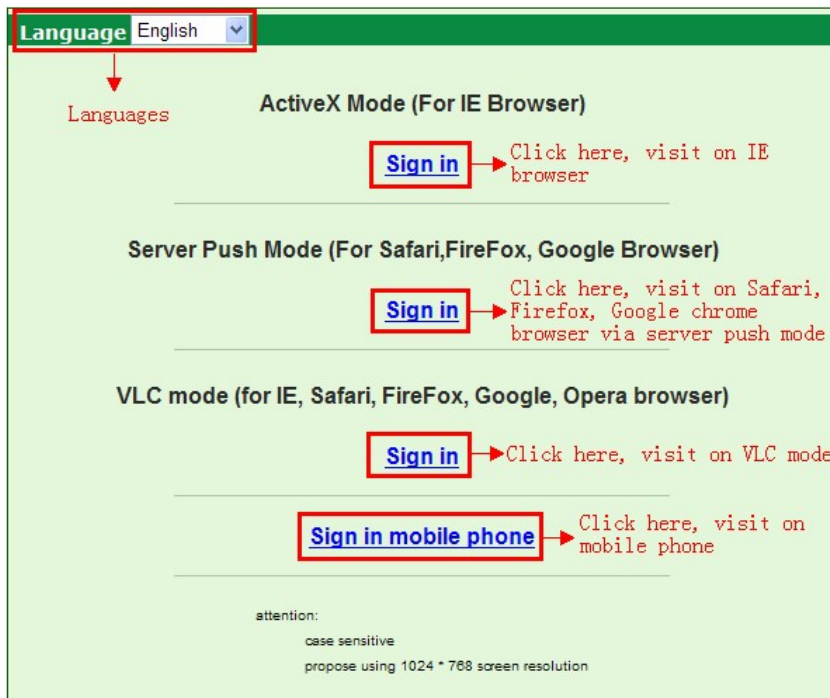 Language English
Languages
ActiveX Mode (For IE Browser)
Sign in
Click here, visit on IE
browser
Server Push Mode (For Safari,FireFox, Google Browser)
Sign in
Click here, visit on Safari,
Firefox, Google chrome
browser via server push mode
VLC mode (for IE, Safari, FireFox, Google, Opera browser)
Sign in
Click here, visit on VLC mode
Sign in mobile phone
Click here, visit on
mobile phone
attention:
case sensitive
propose using 1024 * 768 screen resolution